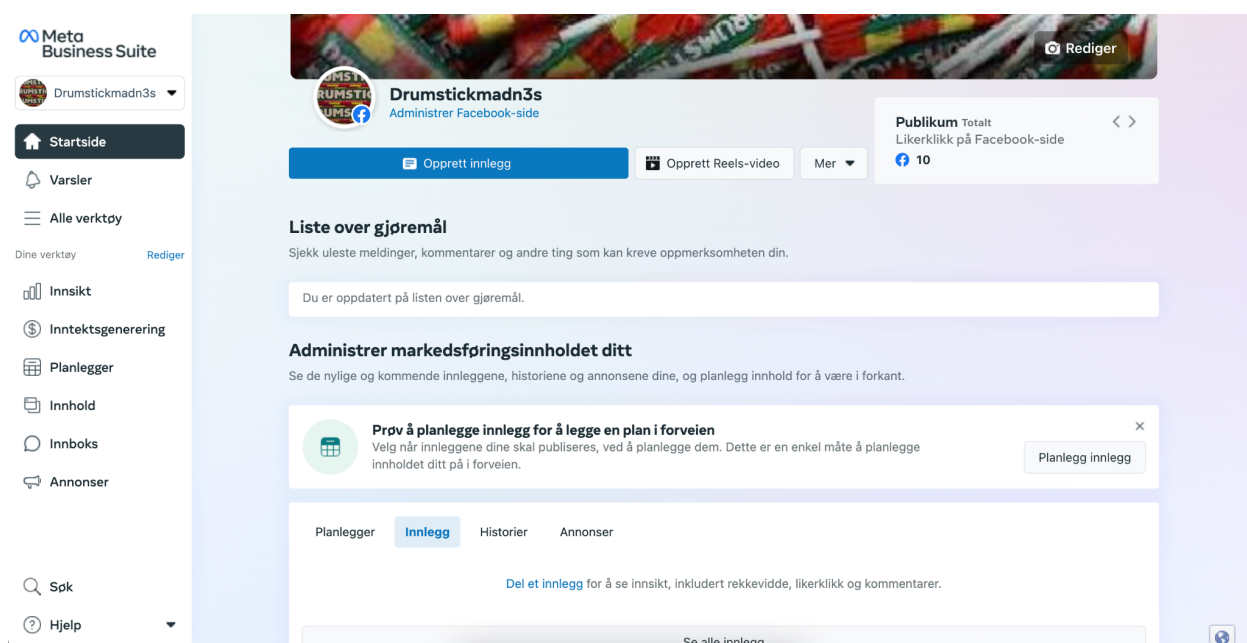 Meta
Business Suite
Drumstickmadn3s
Startside
Varsler
Alle verktøy
Dine verktøy Rediger
Innsikt
Inntektsgenerering
Planlegger
Innhold
Innboks
Annonser
Søk
Hjelp
Rediger
Drumstickmadn3s
Administrer Facebook-side
Opprett innlegg
Opprett Reels-video
Mer
Publikum Totalt
Likerklikk på Facebook-side
10
Liste over gjøremål
Sjekk uleste meldinger, kommentarer og andre ting som kan kreve oppmerksomheten din.
Du er oppdatert på listen over gjøremål.
Administrer markedsføringsinnholdet ditt
Se de nylige og kommende innleggene, historiene og annonsene dine, og planlegg innhold for å være i forkant.
Prøv å planlegge innlegg for å legge en plan i forveien
Velg når innleggene dine skal publiseres, ved å planlegge dem. Dette er en enkel måte å planlegge
innholdet ditt på i forveien.
Planlegg innlegg
Planlegger Innlegg Historier Annonser
Del et innlegg for å se innsikt, inkludert rekkevidde, likerklikk og kommentarer.
Se alle innlegg